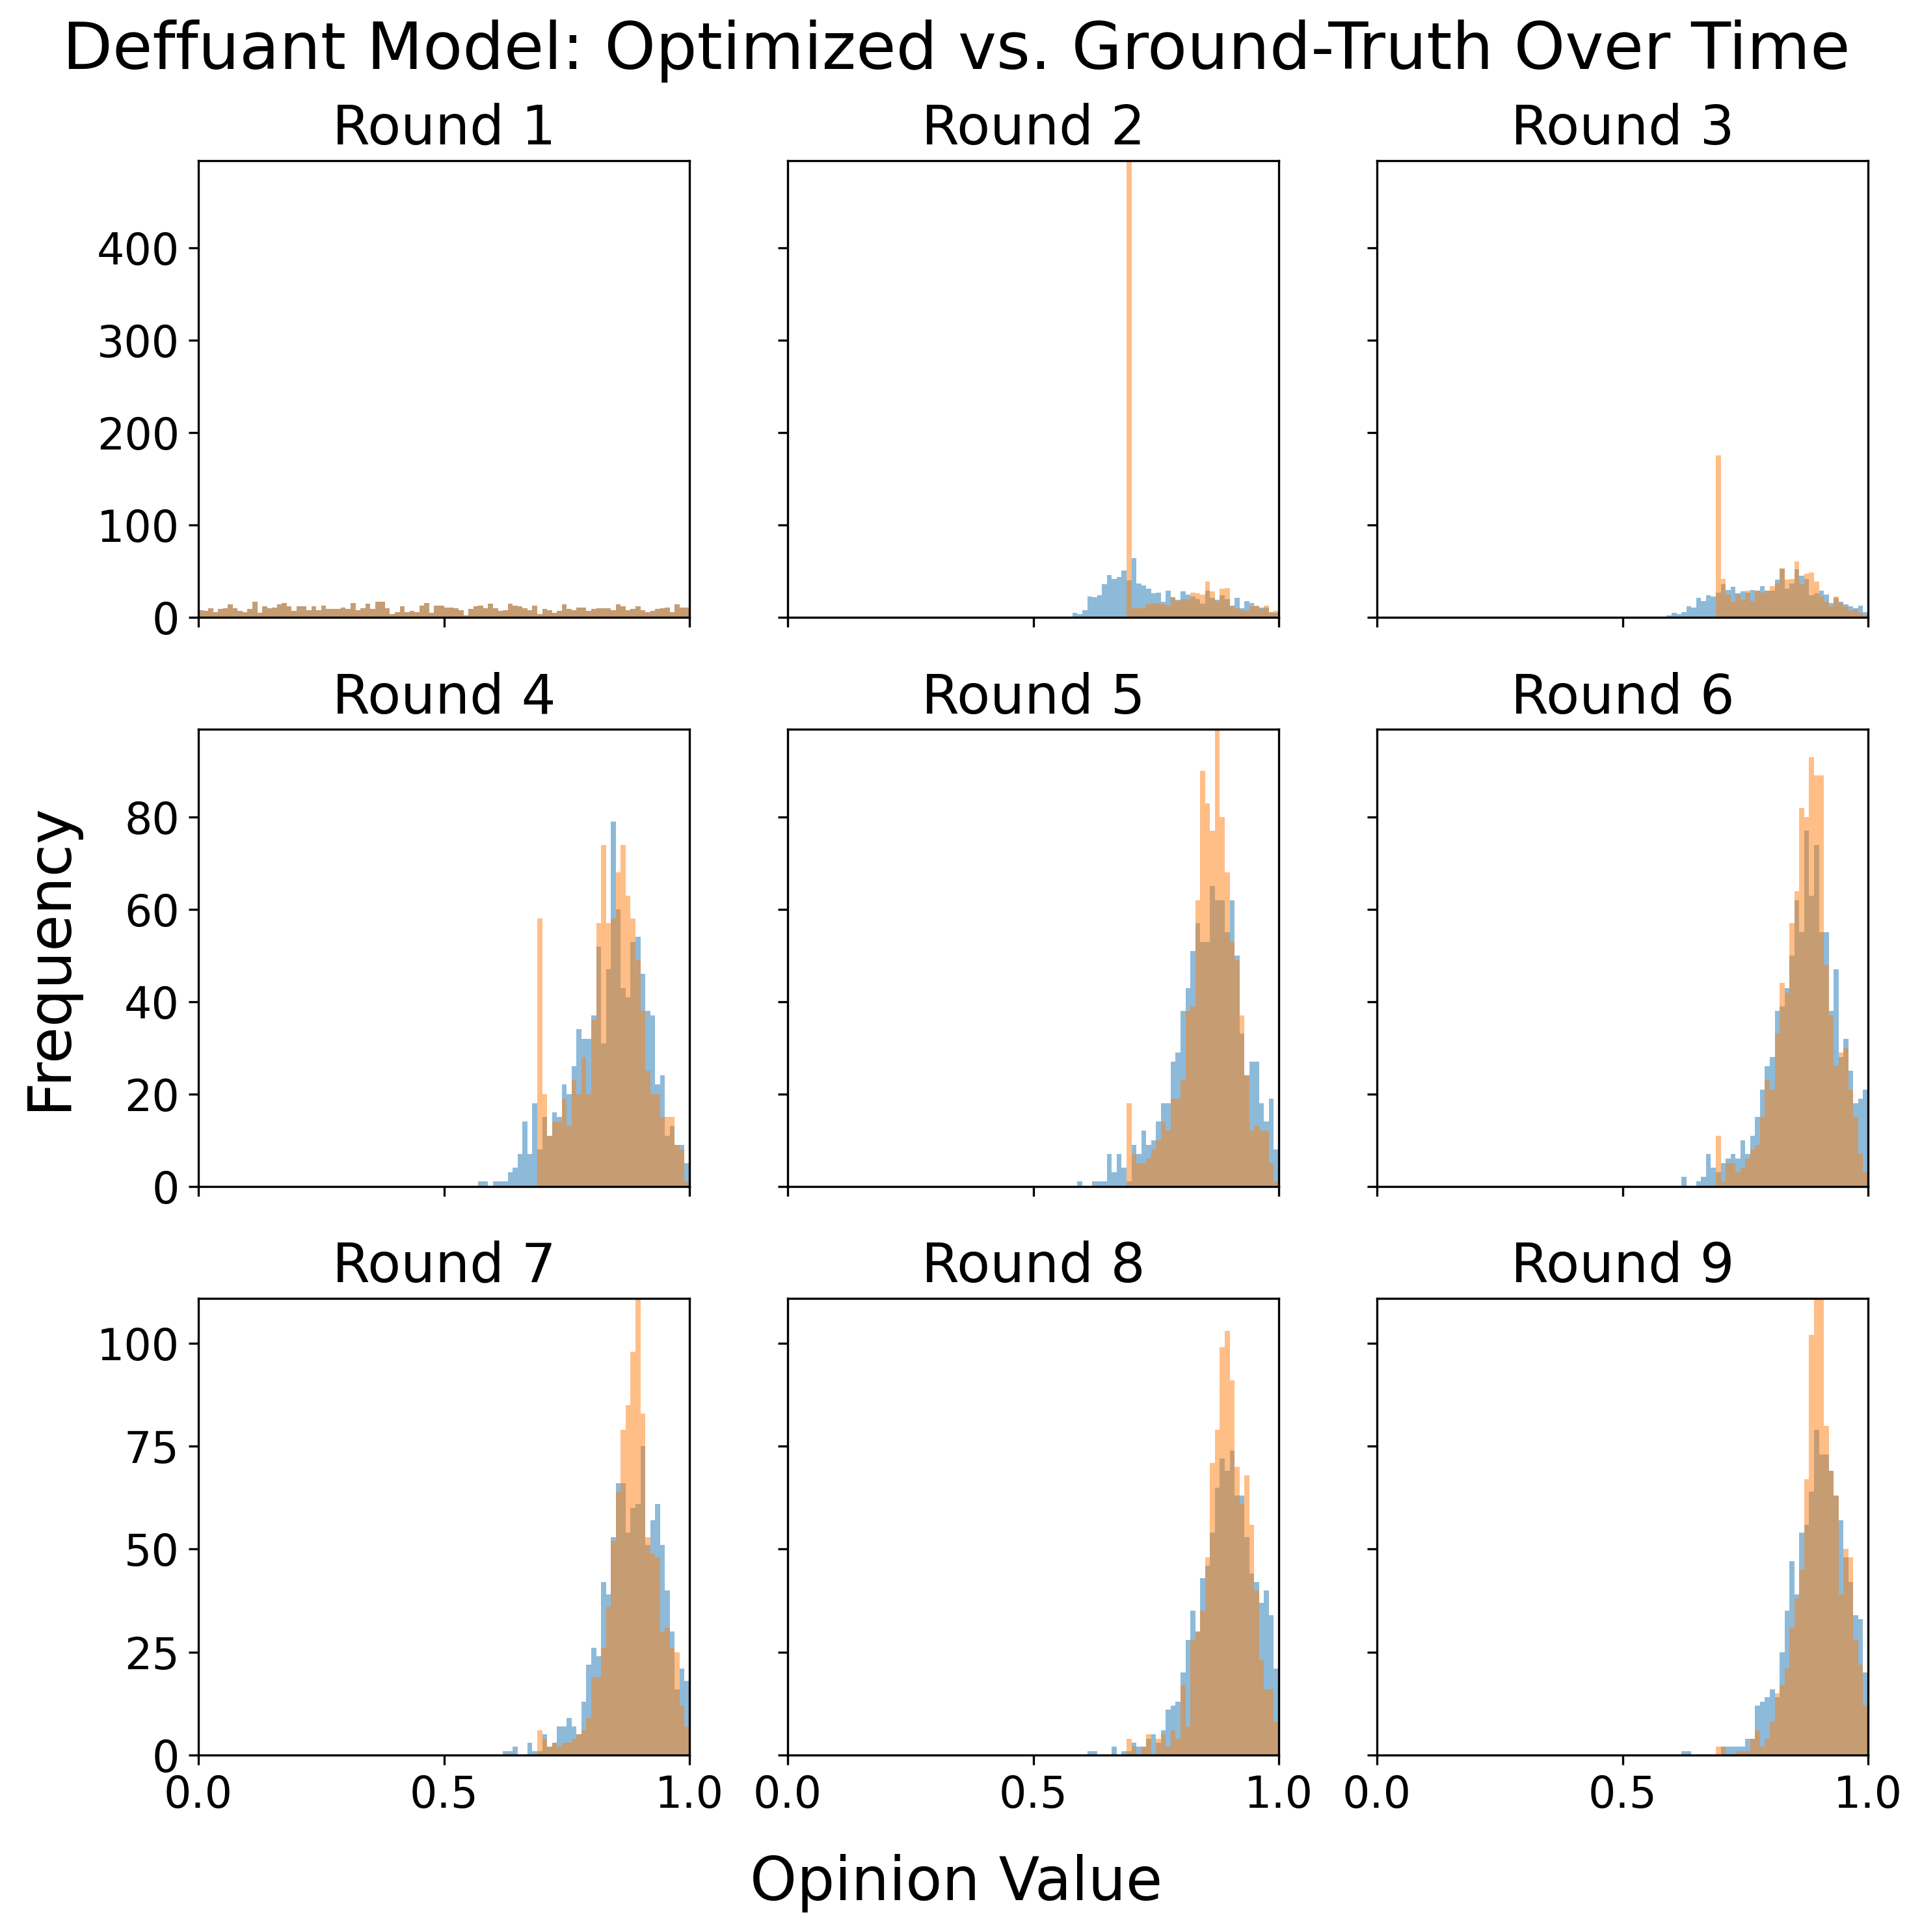 Deffuant Model: Optimized vs. Ground-Truth Over Time
Round 1
Round 2
Round 3
400
300
200
100
0
Round 4
Round 5
Round 6
80
60
40
20
0
Frequency
Round 7
Round 8
Round 9
100
75
50
25
0
0.0 0.5 1.0 0.0 0.5 1.0 0.0 0.5 1.0
Opinion Value